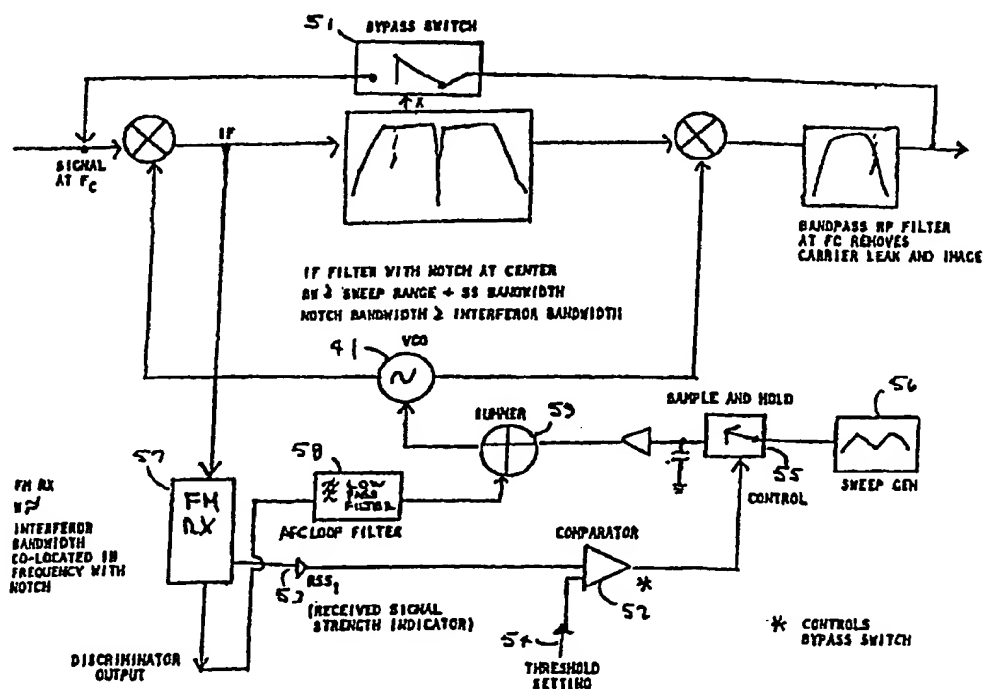 51
BYPASS SWITCH
X
IF
SIGNAL
AT FC
BANDPASS RF FILTER
AT FC REMOVES
CARRIER LEAK AND IMAGE
IF FILTER WITH NOTCH AT CENTER
BW ≥ SWEEP RANGE + SS BANDWIDTH
NOTCH BANDWIDTH ≥ INTERFEROR BANDWIDTH
VCO
41
SUMMER
59
SAMPLE AND HOLD
56
55
SWEEP GEN
CONTROL
57
58
LOW
PASS
FILTER
AFC LOOP FILTER
FM
RX
FM RX
INTERFEROR
BANDWIDTH
CO-LOCATED IN
FREQUENCY WITH
NOTCH
COMPARATOR
53
RSSI
(RECEIVED SIGNAL
STRENGTH INDICATOR)
*
52
54
THRESHOLD
SETTING
DISCRIMINATOR
OUTPUT
* CONTROLS
BYPASS SWITCH